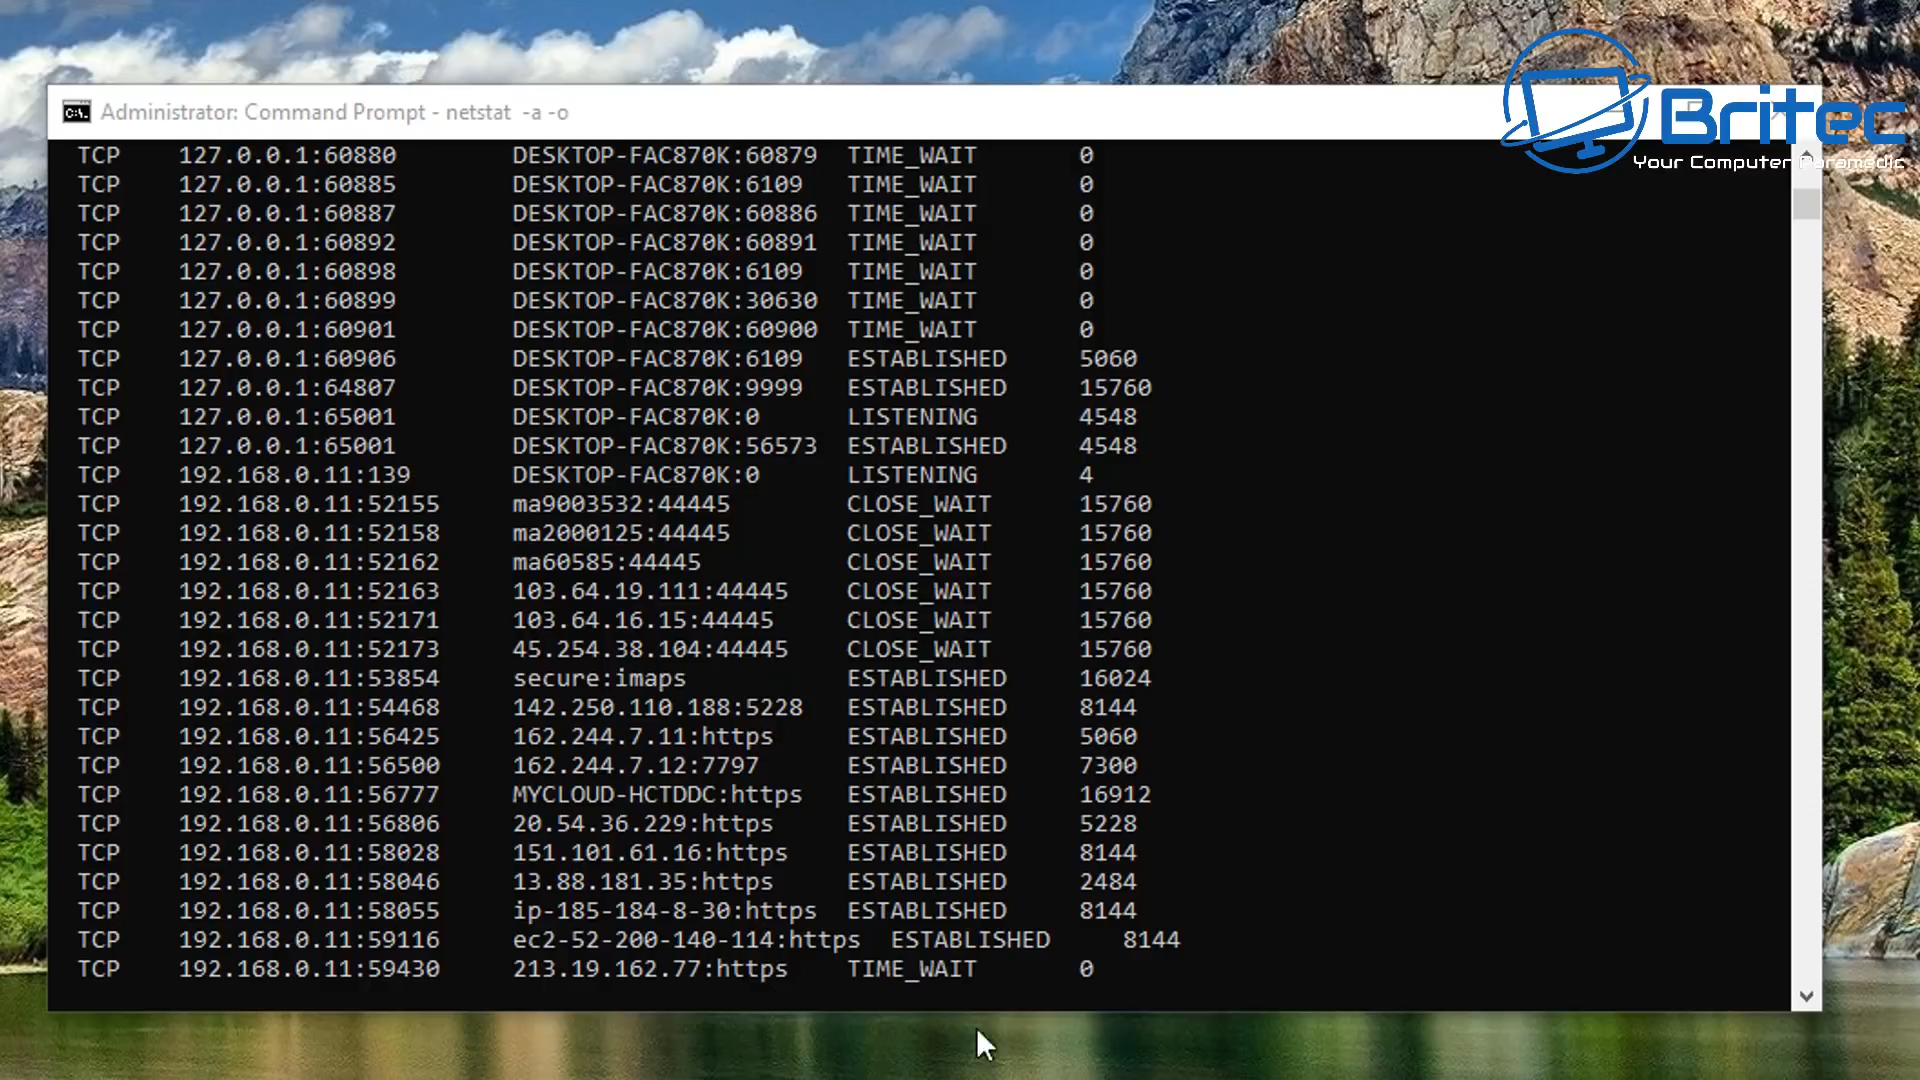 Britec
Your Computer Paramedic
Administrator: Command Prompt - netstat -a -o
TCP 127.0.0.1:60880 DESKTOP-FAC870K:60879 TIME_WAIT 0
TCP 127.0.0.1:60885 DESKTOP-FAC870K:6109 TIME_WAIT 0
TCP 127.0.0.1:60887 DESKTOP-FAC870K:60886 TIME_WAIT 0
TCP 127.0.0.1:60892 DESKTOP-FAC870K:60891 TIME_WAIT 0
TCP 127.0.0.1:60898 DESKTOP-FAC870K:6109 TIME_WAIT 0
TCP 127.0.0.1:60899 DESKTOP-FAC870K:30630 TIME_WAIT 0
TCP 127.0.0.1:60901 DESKTOP-FAC870K:60900 TIME_WAIT 0
TCP 127.0.0.1:60906 DESKTOP-FAC870K:6109 ESTABLISHED 5060
TCP 127.0.0.1:64807 DESKTOP-FAC870K:9999 ESTABLISHED 15760
TCP 127.0.0.1:65001 DESKTOP-FAC870K:0 LISTENING 4548
TCP 127.0.0.1:65001 DESKTOP-FAC870K:56573 ESTABLISHED 4548
TCP 192.168.0.11:139 DESKTOP-FAC870K:0 LISTENING 4
TCP 192.168.0.11:52155 ma9003532:44445 CLOSE_WAIT 15760
TCP 192.168.0.11:52158 ma2000125:44445 CLOSE_WAIT 15760
TCP 192.168.0.11:52162 ma60585:44445 CLOSE_WAIT 15760
TCP 192.168.0.11:52163 103.64.19.111:44445 CLOSE_WAIT 15760
TCP 192.168.0.11:52171 103.64.16.15:44445 CLOSE_WAIT 15760
TCP 192.168.0.11:52173 45.254.38.104:44445 CLOSE_WAIT 15760
TCP 192.168.0.11:53854 secure:imaps ESTABLISHED 16024
TCP 192.168.0.11:54468 142.250.110.188:5228 ESTABLISHED 8144
TCP 192.168.0.11:56425 162.244.7.11:https ESTABLISHED 5060
TCP 192.168.0.11:56500 162.244.7.12:7797 ESTABLISHED 7300
TCP 192.168.0.11:56777 MYCLOUD-HCTDDC:https ESTABLISHED 16912
TCP 192.168.0.11:56806 20.54.36.229:https ESTABLISHED 5228
TCP 192.168.0.11:58028 151.101.61.16:https ESTABLISHED 8144
TCP 192.168.0.11:58046 13.88.181.35:https ESTABLISHED 2484
TCP 192.168.0.11:58055 ip-185-184-8-30:https ESTABLISHED 8144
TCP 192.168.0.11:59116 ec2-52-200-140-114:https ESTABLISHED 8144
TCP 192.168.0.11:59430 213.19.162.77:https TIME_WAIT 0